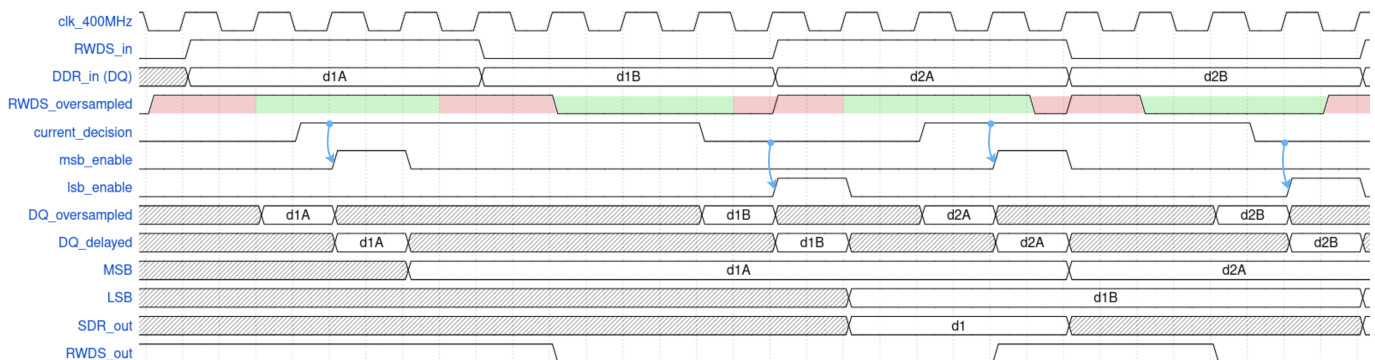 clk_400MHz
RWDS_in
DDR_in (DQ) d1A d1B d2A d2B
RWDS_oversampled
current_decision
msb_enable
lsb_enable
DQ_oversampled d1A d1B d2A d2B
DQ_delayed d1A d1B d2A d2B
MSB d1A d2A
LSB d1B
SDR_out d1
RWDS_out